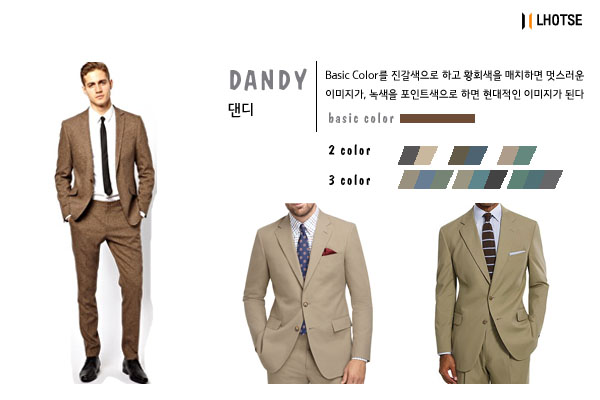 LHOTSE
DANDY
댄디
Basic Color를 진갈색으로 하고 황회색을 매치하면 멋스러운
이미지가, 녹색을 포인트색으로 하면 현대적인 이미지가 된다
basic color
2 color
3 color